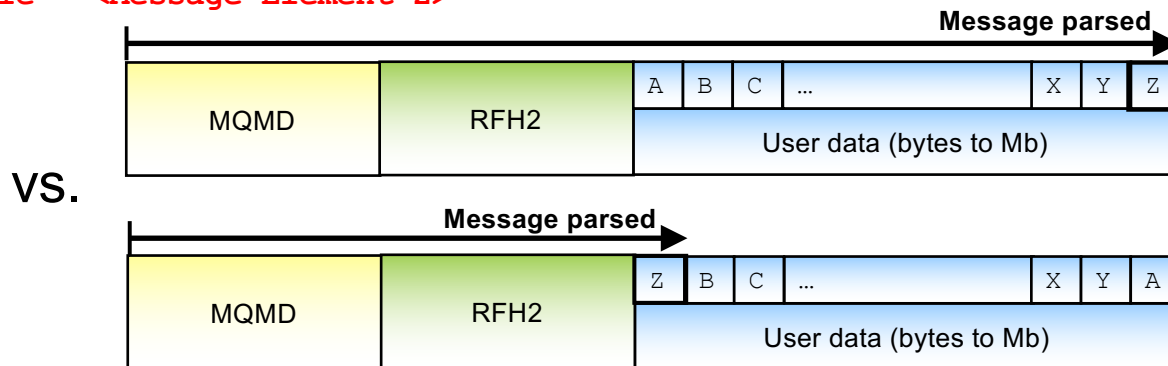 Message parsed
A B C ... X Y Z
MQMD RFH2
User data (bytes to Mb)
vs.
Message parsed
Z B C ... X Y A
MQMD RFH2
User data (bytes to Mb)